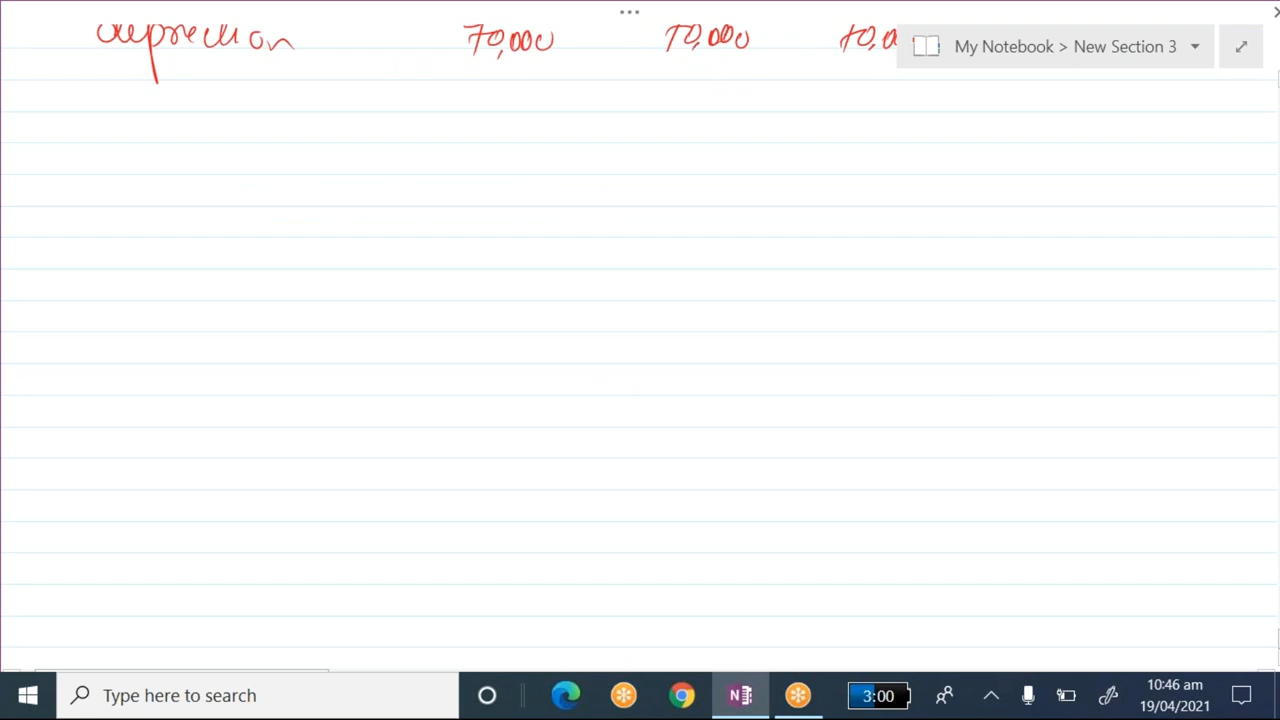 depreciation 70,000 70,000
My Notebook > New Section 3
Type here to search
3:00
10:46 am
19/04/2021